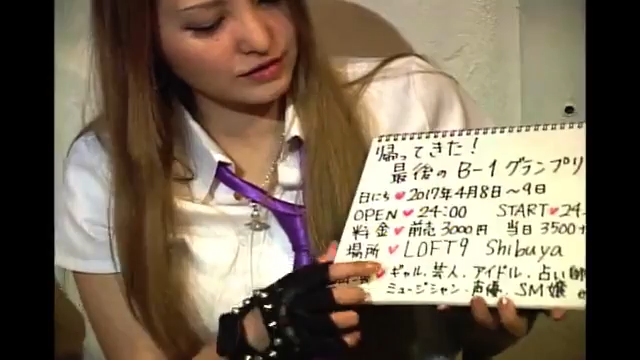 帰ってきた!
最後の B-1 グランプリ
日にち♥2017年4月8日〜9日
OPEN♥24:00 START♥24
料金♥前売3000円 当日3500
場所♥LOFT9 Shibuya
♥ギャル.芸人.アイドル.占い師
ミュージシャン.声優.SM嬢